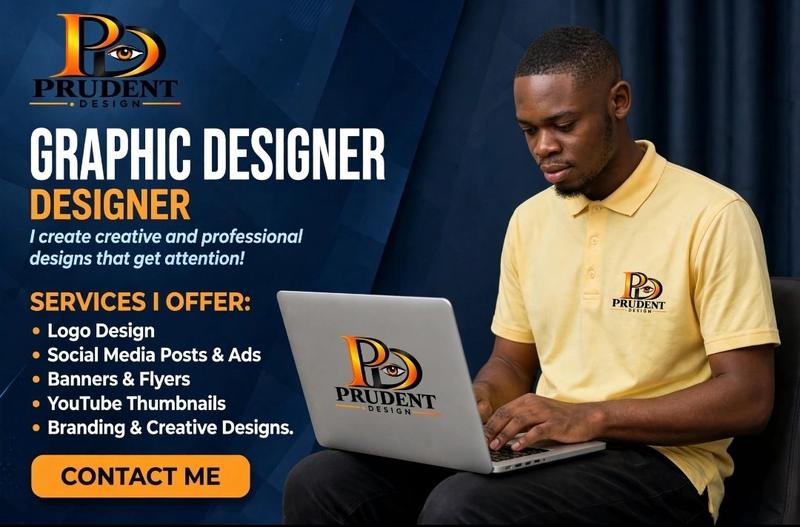 PD
PRUDENT
DESIGN
GRAPHIC DESIGNER
DESIGNER
I create creative and professional
designs that get attention!
SERVICES I OFFER:
• Logo Design
• Social Media Posts & Ads
• Banners & Flyers
• YouTube Thumbnails
• Branding & Creative Designs.
CONTACT ME
PD
PRUDENT
DESIGN
PD
PRUDENT
DESIGN